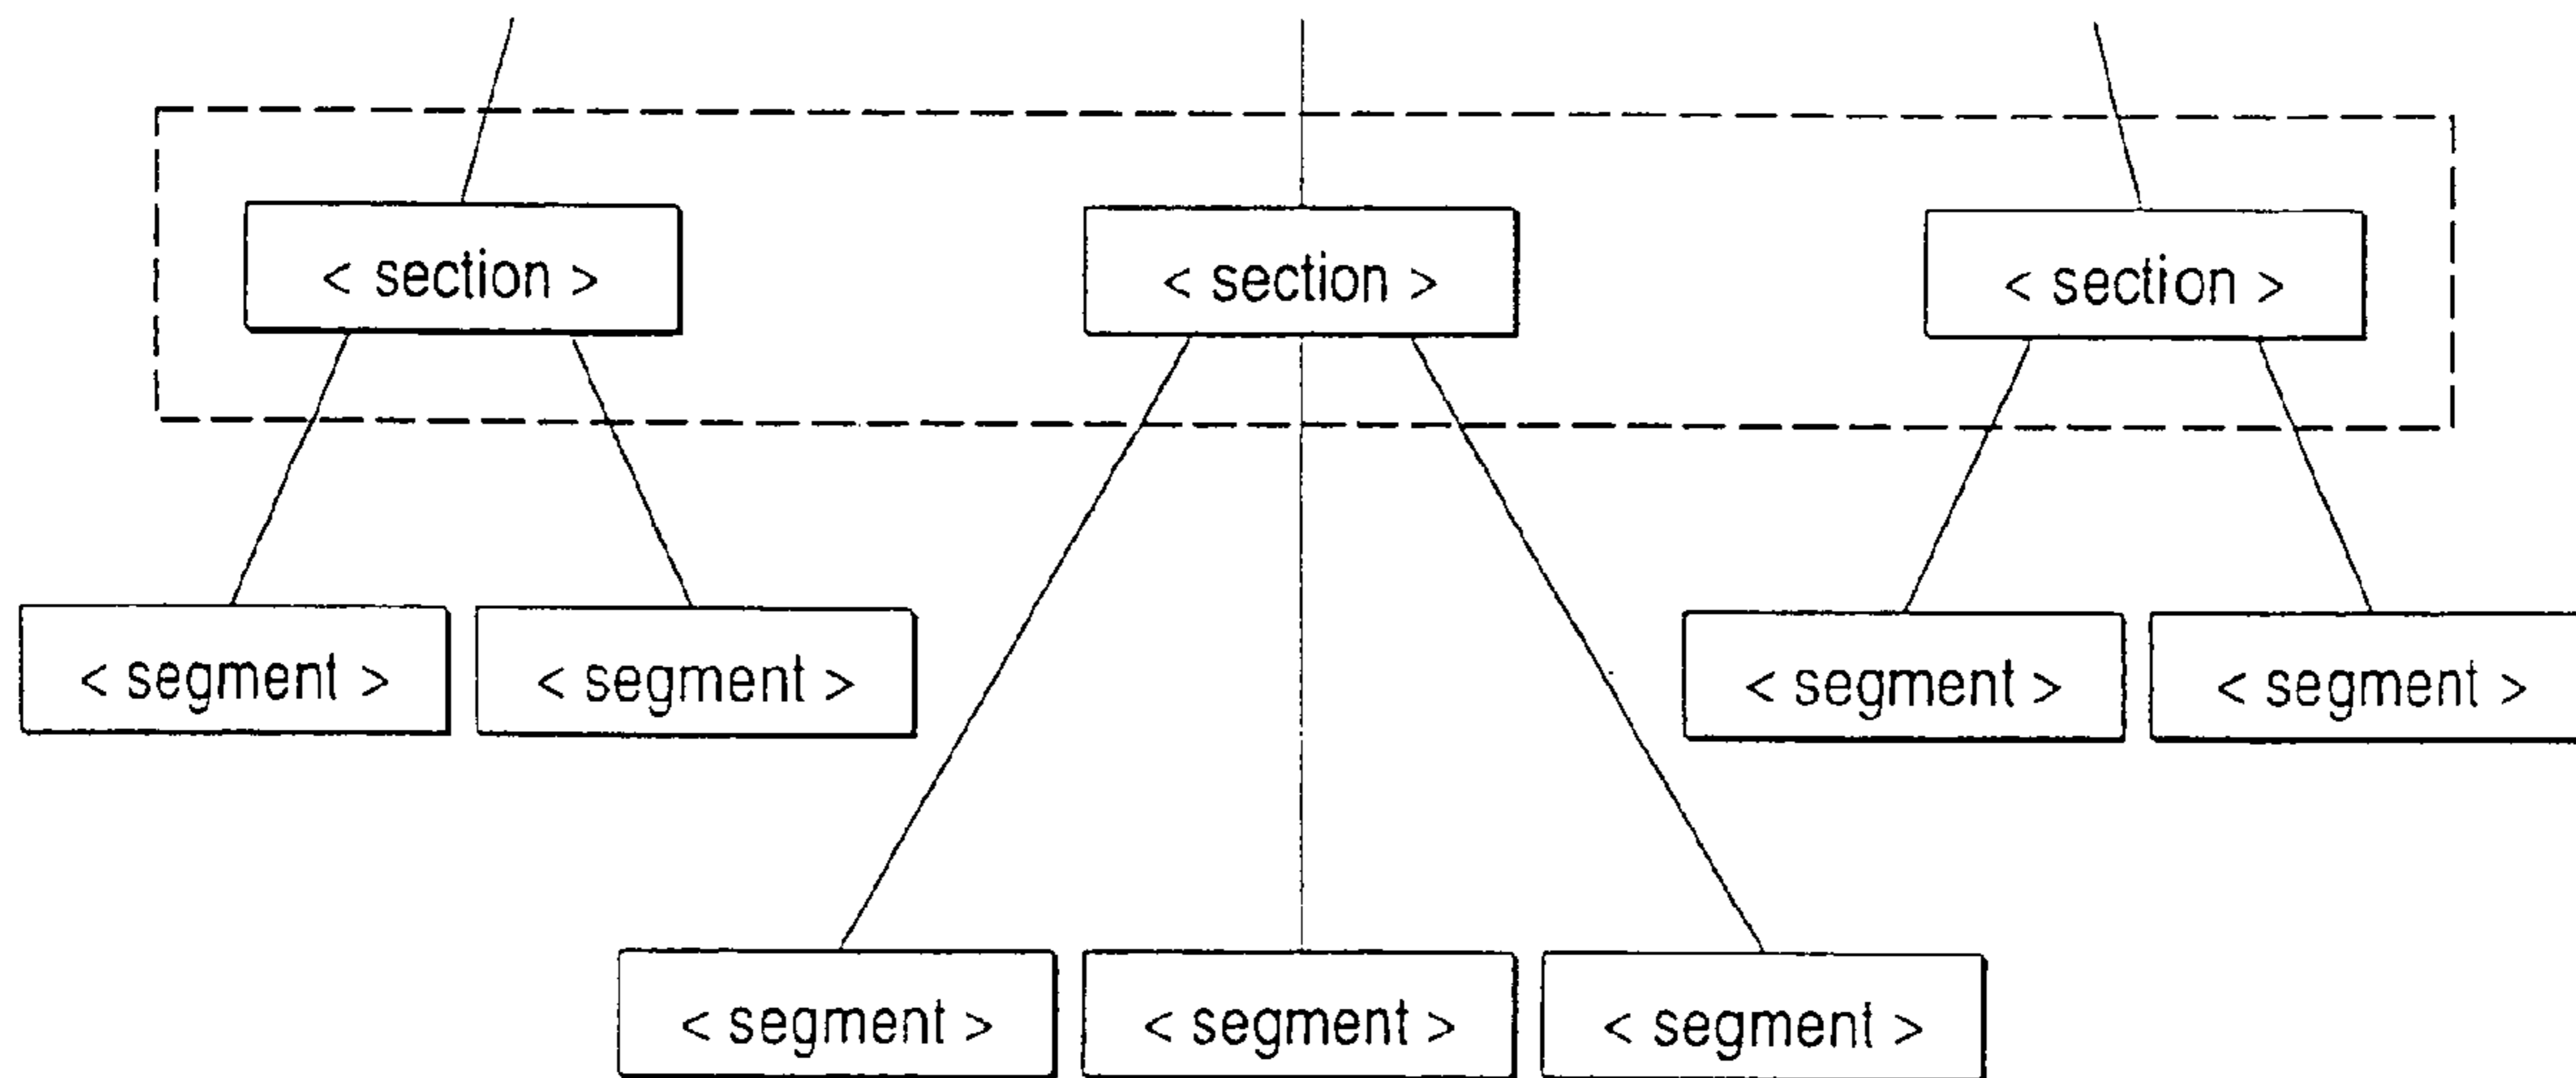 < section >
< section >
< section >
< segment >
< segment >
< segment >
< segment >
< segment >
< segment >
< segment >